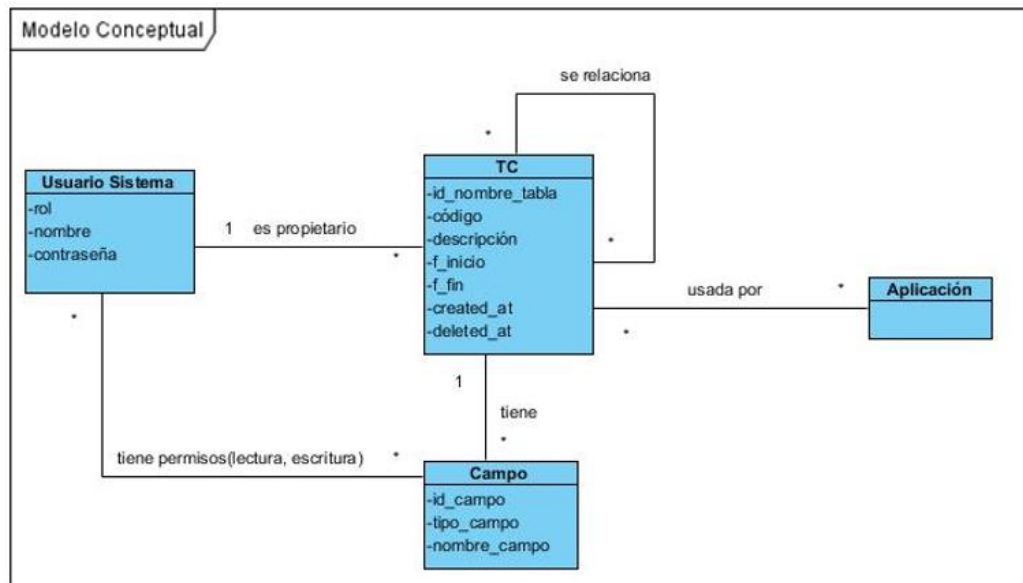 Modelo Conceptual
se relaciona
*
TC
-id_nombre_tabla
-código
-descripción
-f_inicio
-f_fin
-created_at
-deleted_at
*
Usuario Sistema
-rol
-nombre
-contraseña
1 es propietario
*
usada por
*
*
Aplicación
*
1
tiene
*
tiene permisos(lectura, escritura)
*
Campo
-id_campo
-tipo_campo
-nombre_campo